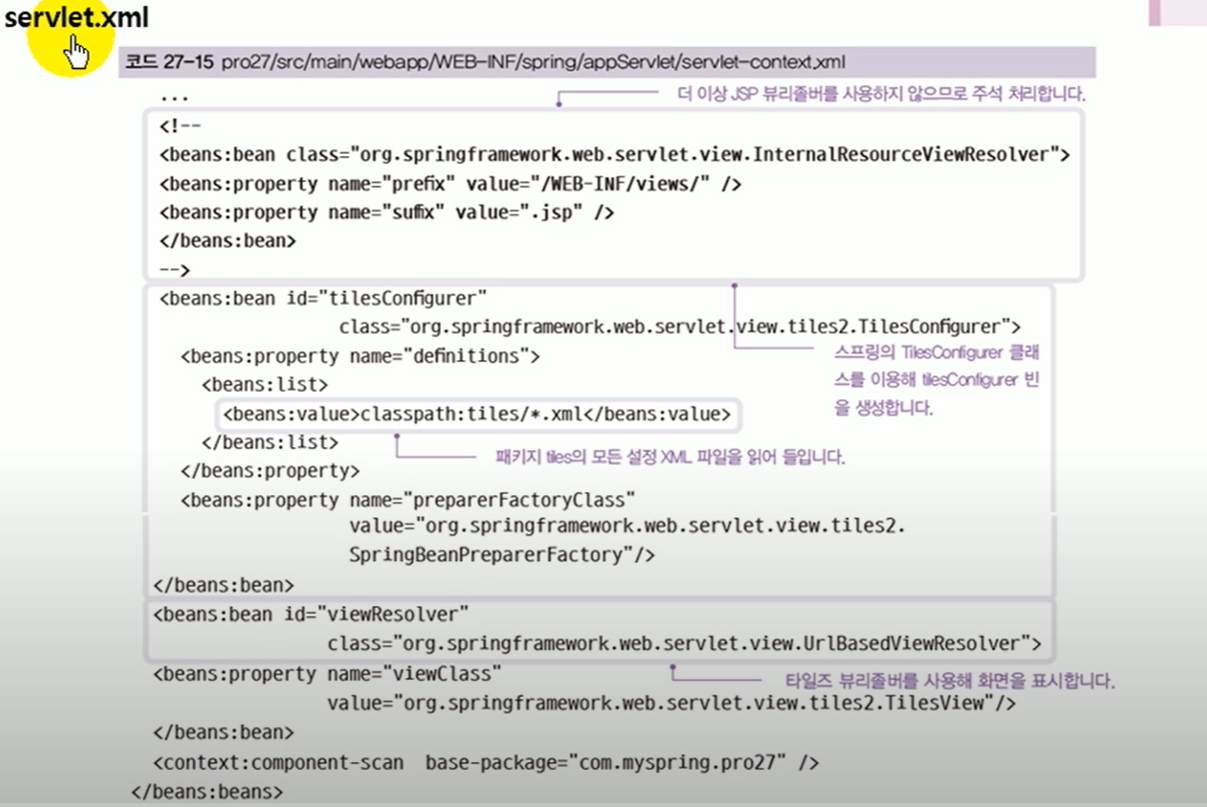 servlet.xml
코드 27-15 pro27/src/main/webapp/WEB-INF/spring/appServlet/servlet-context.xml
...
더 이상 JSP 뷰리졸버를 사용하지 않으므로 주석 처리합니다.
<!--
<beans:bean class="org.springframework.web.servlet.view.InternalResourceViewResolver">
<beans:property name="prefix" value="/WEB-INF/views/" />
<beans:property name="sufix" value=".jsp" />
</beans:bean>
-->
<beans:bean id="tilesConfigurer"
class="org.springframework.web.servlet.view.tiles2.TilesConfigurer">
<beans:property name="definitions">
스프링의 TilesConfigurer 클래
<beans:list>
스를 이용해 tilesConfigurer 빈
<beans:value>classpath:tiles/*.xml</beans:value>
을 생성합니다.
</beans:list>
패키지 tiles의 모든 설정 XML 파일을 읽어 들입니다.
</beans:property>
<beans:property name="preparerFactoryClass"
value="org.springframework.web.servlet.view.tiles2.
SpringBeanPreparerFactory"/>
</beans:bean>
<beans:bean id="viewResolver"
class="org.springframework.web.servlet.view.UrlBasedViewResolver">
<beans:property name="viewClass"
타일즈 뷰리졸버를 사용해 화면을 표시합니다.
value="org.springframework.web.servlet.view.tiles2.TilesView"/>
</beans:bean>
<context:component-scan base-package="com.myspring.pro27" />
</beans:beans>